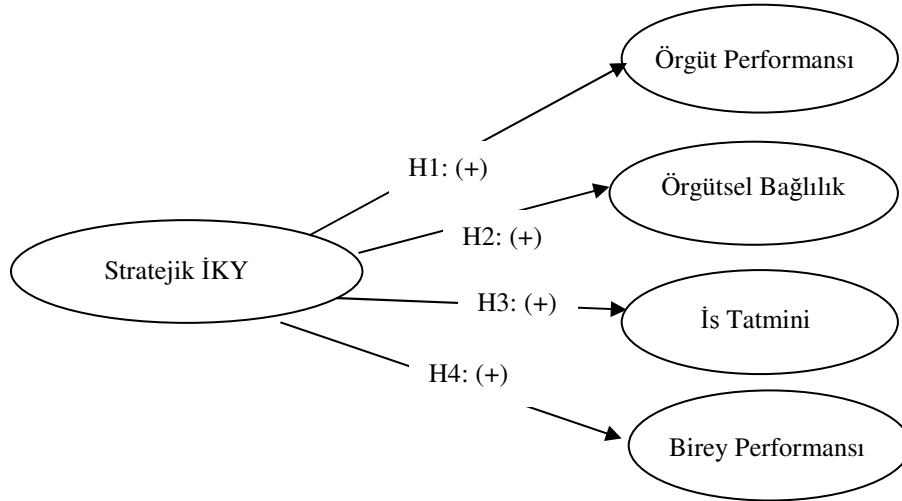 Örgüt Performansı
H1: (+)
Örgütsel Bağlılık
H2: (+)
Stratejik İKY
H3: (+)
İs Tatmini
H4: (+)
Birey Performansı